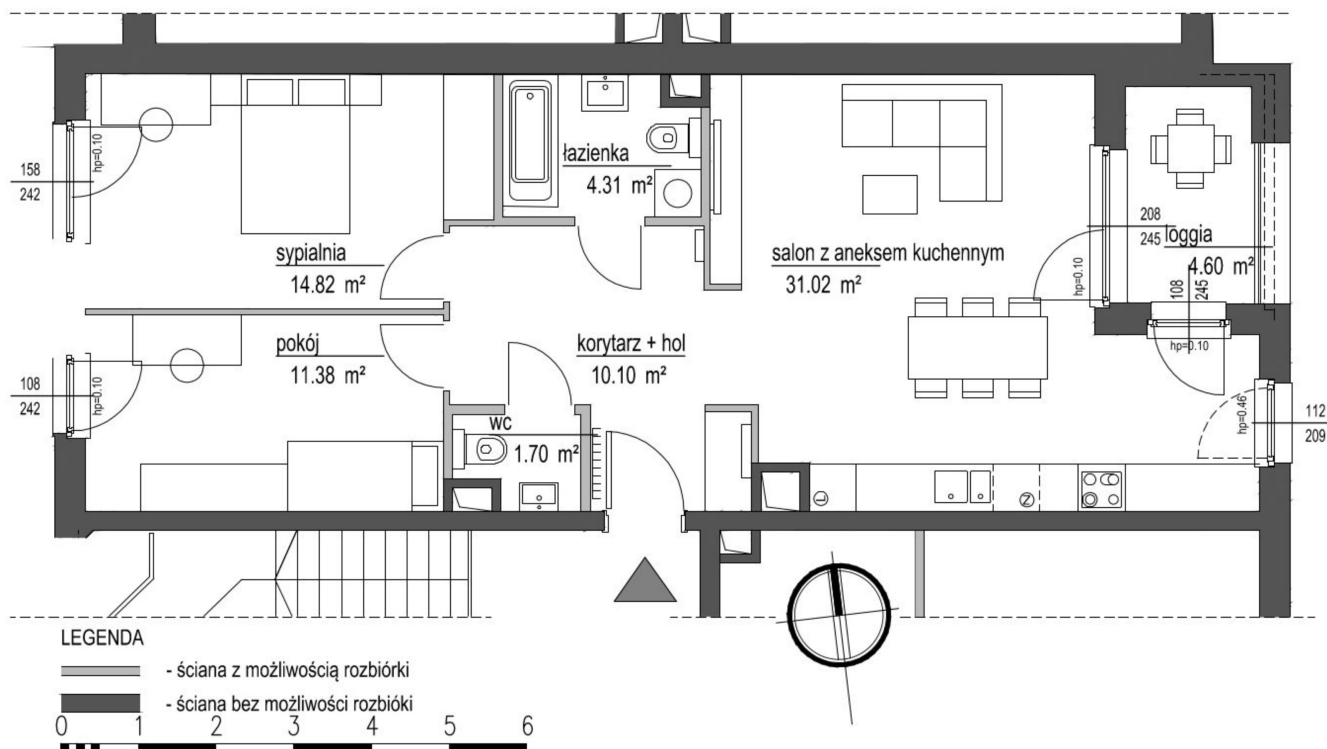 158
242
hp=0.10
sypialnia
14.82 m²
łazienka
4.31 m²
salon z aneksem kuchennym
31.02 m²
208
245
hp=0.10
loggia
4.60 m²
108
245
hp=0.10
108
242
hp=0.10
pokój
11.38 m²
korytarz + hol
10.10 m²
wc
1.70 m²
hp=0.46
112
209
L
Z
LEGENDA
- ściana z możliwością rozbiórki
- ściana bez możliwości rozbióki
0 1 2 3 4 5 6